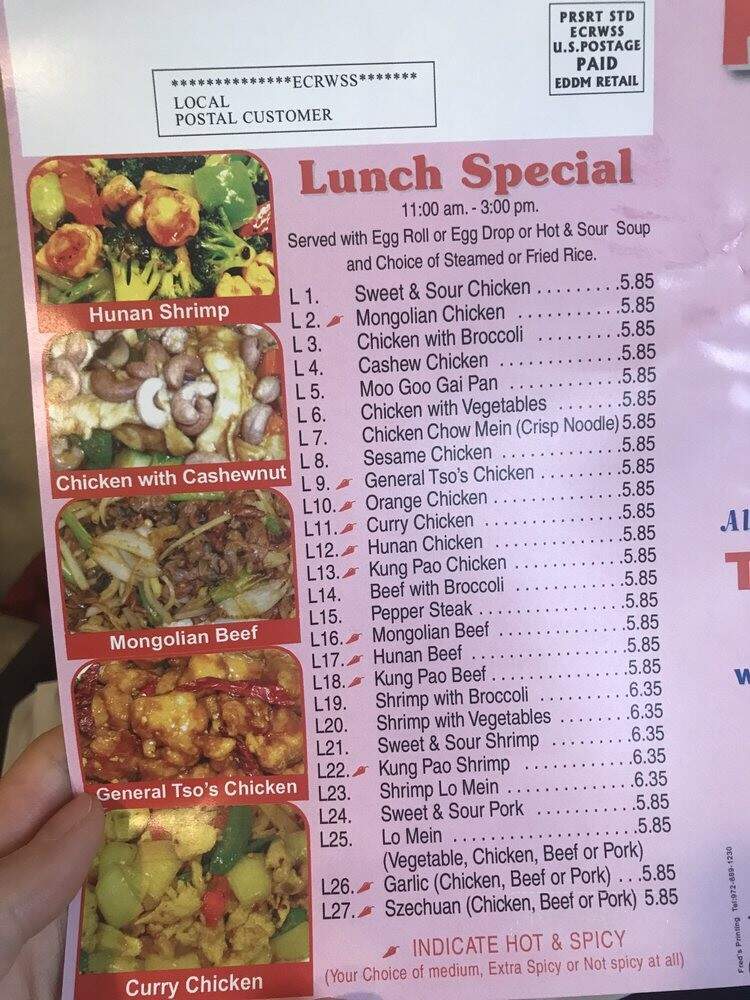 PRSRT STD
ECRWSS
U.S.POSTAGE
PAID
EDDM RETAIL
**************ECRWSS*******
LOCAL
POSTAL CUSTOMER
Lunch Special
11:00 am. - 3:00 pm.
Served with Egg Roll or Egg Drop or Hot & Sour Soup
and Choice of Steamed or Fried Rice.
L 1. Sweet & Sour Chicken .........5.85
L 2. Mongolian Chicken ............5.85
L 3. Chicken with Broccoli .........5.85
L 4. Cashew Chicken .............5.85
L 5. Moo Goo Gai Pan ............5.85
L 6. Chicken with Vegetables .......5.85
L 7. Chicken Chow Mein (Crisp Noodle) 5.85
L 8. Sesame Chicken .............5.85
L 9. General Tso's Chicken .........5.85
L10. Orange Chicken .............5.85
L11. Curry Chicken ..............5.85
L12. Hunan Chicken .............5.85
L13. Kung Pao Chicken ............5.85
L14. Beef with Broccoli ............5.85
L15. Pepper Steak ...............5.85
L16. Mongolian Beef .............5.85
L17. Hunan Beef ................5.85
L18. Kung Pao Beef ..............5.85
L19. Shrimp with Broccoli ..........6.35
L20. Shrimp with Vegetables ........6.35
L21. Sweet & Sour Shrimp .........6.35
L22. Kung Pao Shrimp ............6.35
L23. Shrimp Lo Mein .............6.35
L24. Sweet & Sour Pork ...........5.85
L25. Lo Mein ...................5.85
(Vegetable, Chicken, Beef or Pork)
L26. Garlic (Chicken, Beef or Pork) ...5.85
L27. Szechuan (Chicken, Beef or Pork) 5.85
INDICATE HOT & SPICY
(Your Choice of medium, Extra Spicy or Not spicy at all)
Hunan Shrimp
Chicken with Cashewnut
Mongolian Beef
General Tso's Chicken
Curry Chicken
Al
T
w
Fred's Printing Tel:972-889-1230